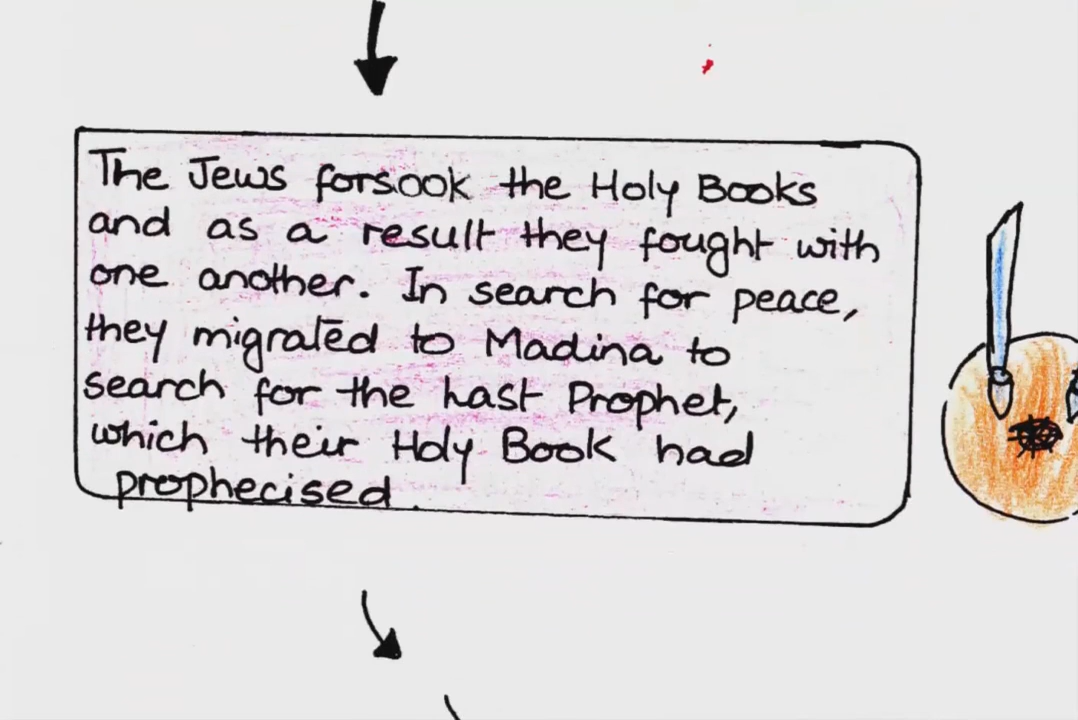 The Jews forsook the Holy Books
and as a result they fought with
one another. In search for peace,
they migrated to Madina to
search for the Last Prophet,
which their Holy Book had
prophecised.